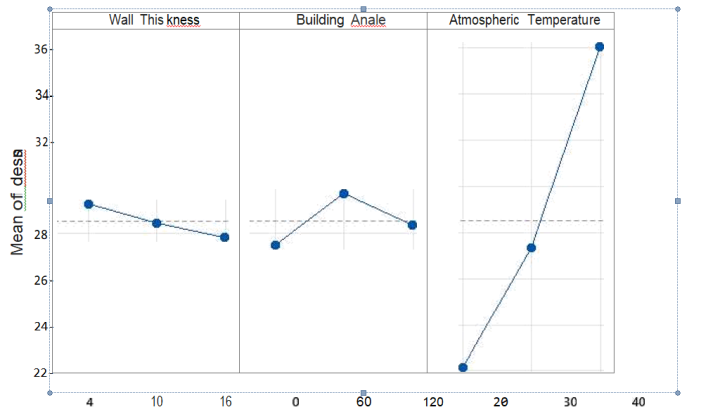 Wall This kness
Building Anale
Atmospheric Temperature
Mean of desn
36
34
32
28
26
24
22
4 10 16 0 60 120 20 30 40